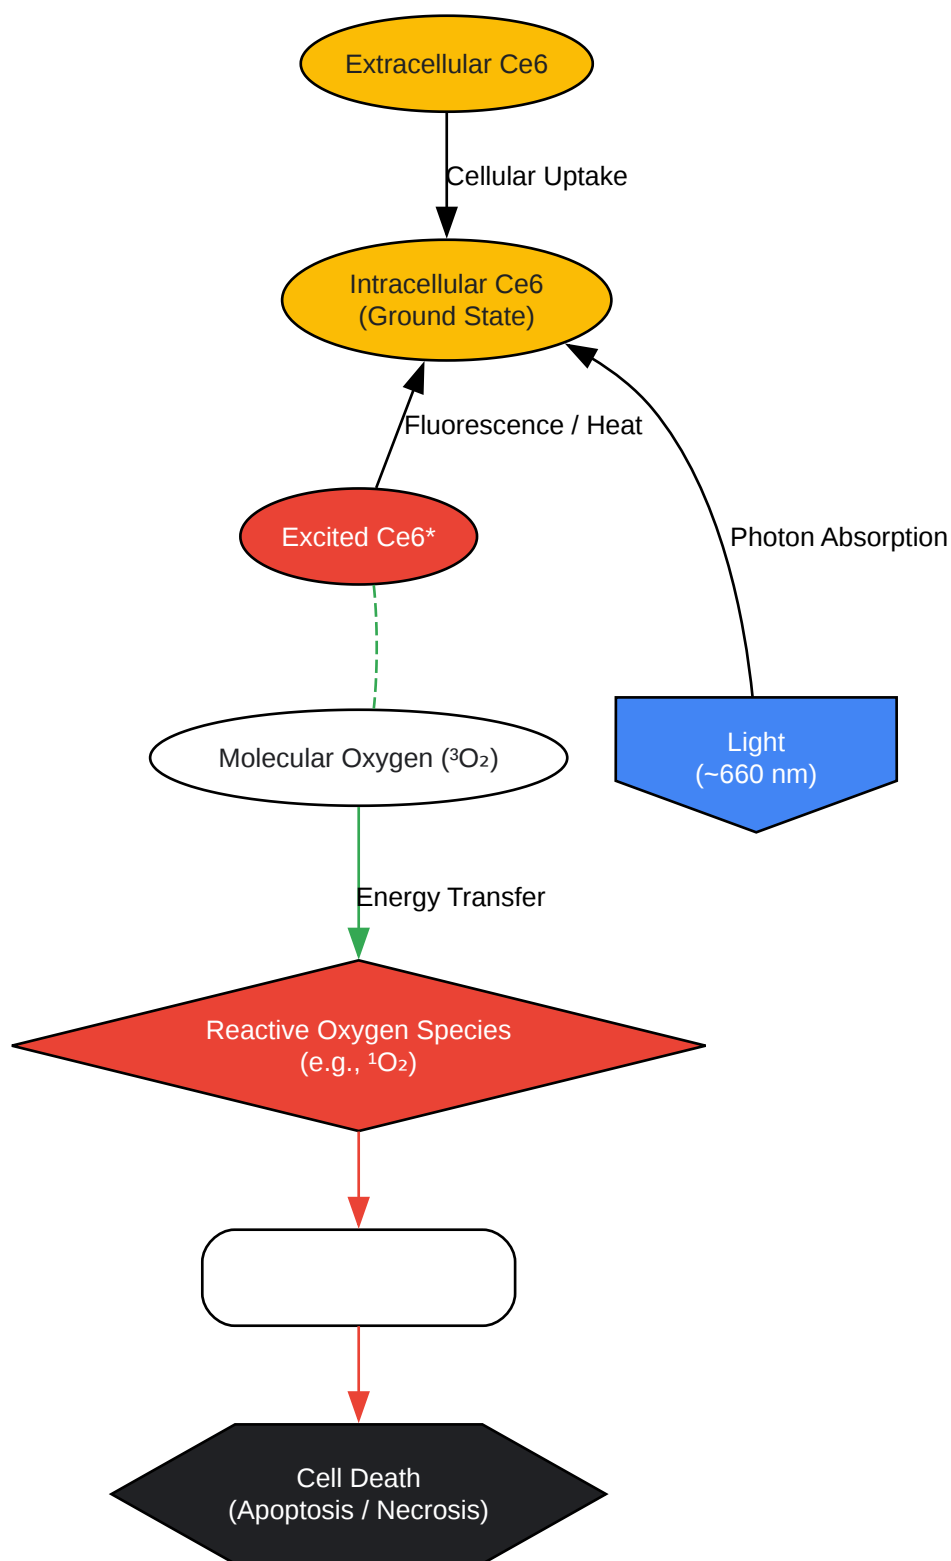 Extracellular Ce6
Cellular Uptake
Intracellular Ce6
(Ground State)
Fluorescence / Heat
Excited Ce6*
Photon Absorption
Molecular Oxygen (³O₂)
Light
(~660 nm)
Energy Transfer
Reactive Oxygen Species
(e.g., ¹O₂)
Cell Death
(Apoptosis / Necrosis)